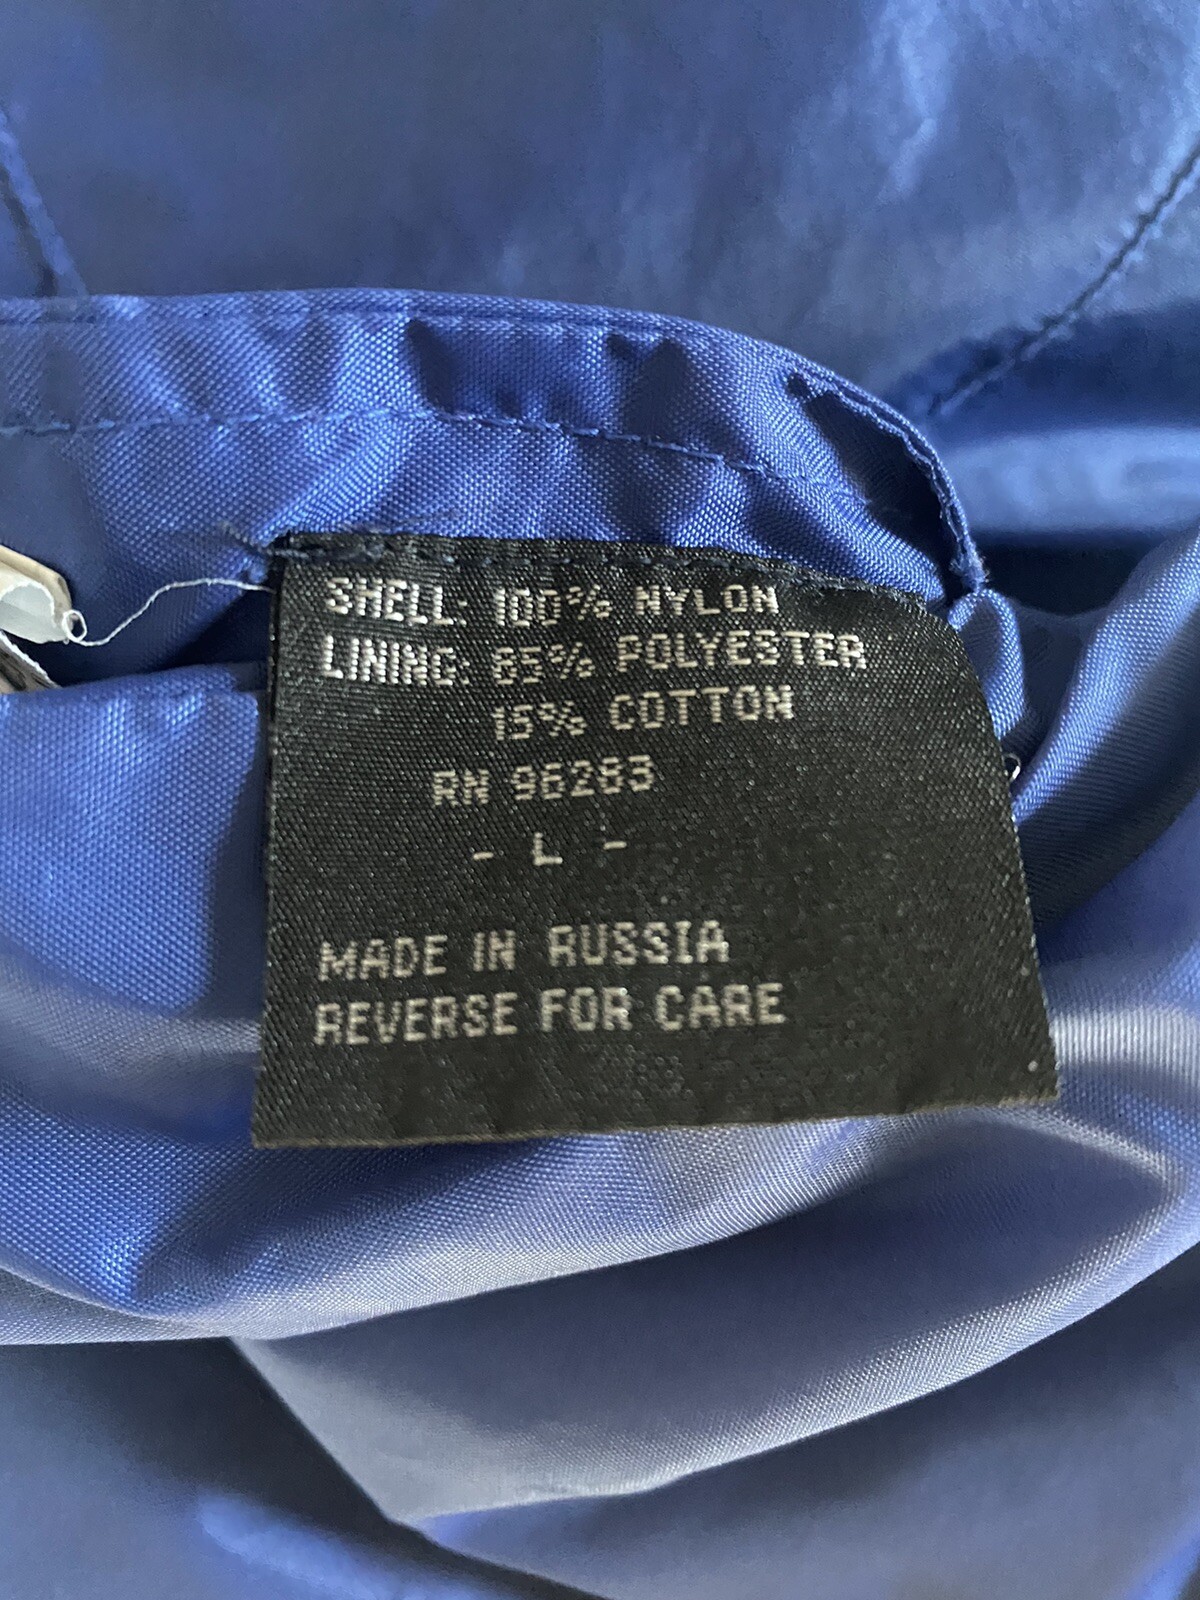 SHELL: 100% NYLON
LINING: 85% POLYESTER
15% COTTON
RN 96283
- L -
MADE IN RUSSIA
REVERSE FOR CARE